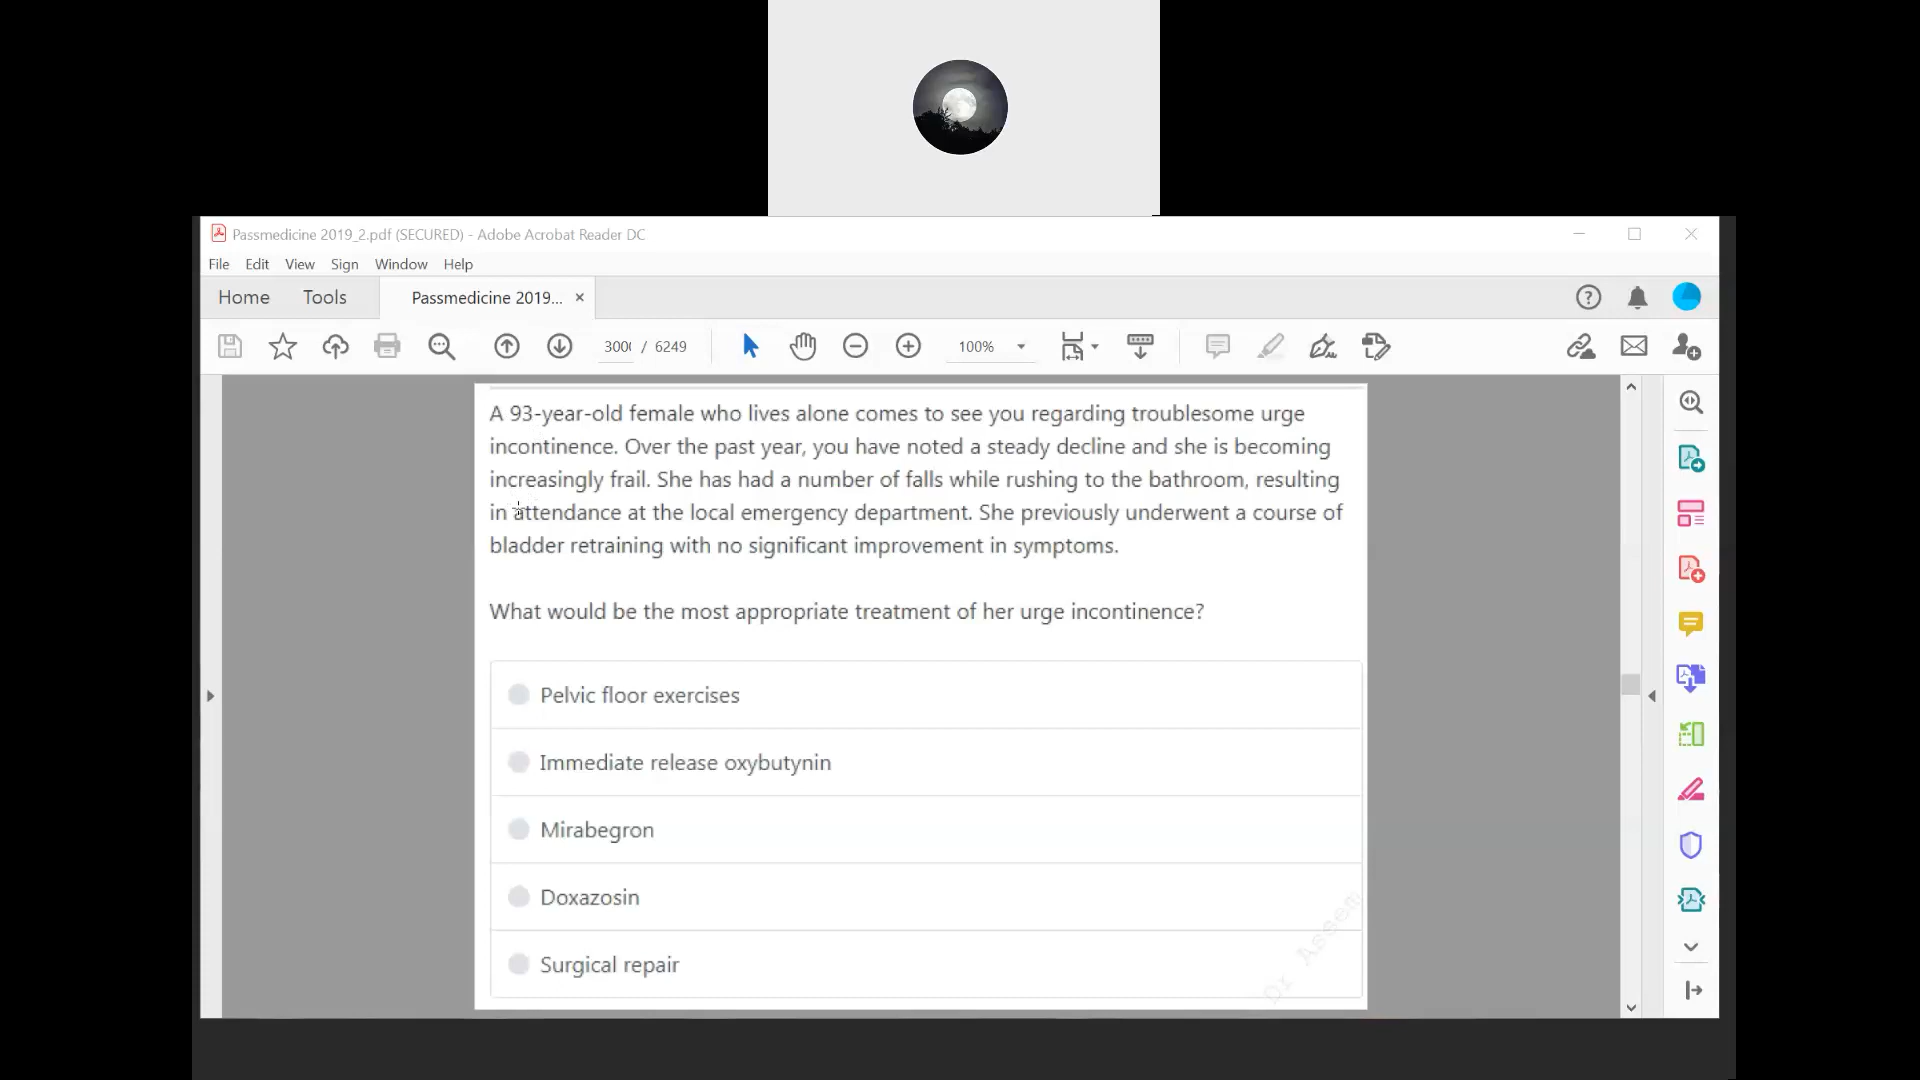 Passmedicine 2019_2.pdf (SECURED) - Adobe Acrobat Reader DC
File Edit View Sign Window Help
Home Tools Passmedicine 2019... ×
3000 / 6249 100%
A 93-year-old female who lives alone comes to see you regarding troublesome urge
incontinence. Over the past year, you have noted a steady decline and she is becoming
increasingly frail. She has had a number of falls while rushing to the bathroom, resulting
in attendance at the local emergency department. She previously underwent a course of
bladder retraining with no significant improvement in symptoms.
What would be the most appropriate treatment of her urge incontinence?
Pelvic floor exercises
Immediate release oxybutynin
Mirabegron
Doxazosin
Surgical repair
Dr Assem